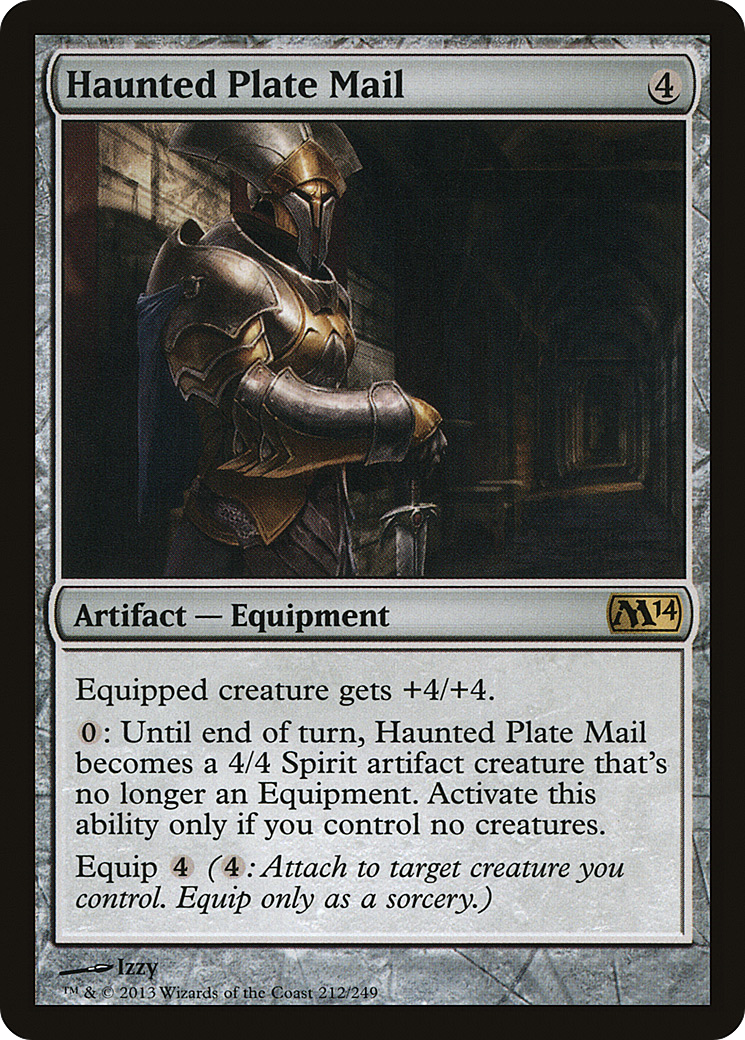 Haunted Plate Mail 4
Artifact — Equipment M14
Equipped creature gets +4/+4.
0: Until end of turn, Haunted Plate Mail
becomes a 4/4 Spirit artifact creature that's
no longer an Equipment. Activate this
ability only if you control no creatures.
Equip 4 (4: Attach to target creature you
control. Equip only as a sorcery.)
Izzy
™ & © 2013 Wizards of the Coast 212/249